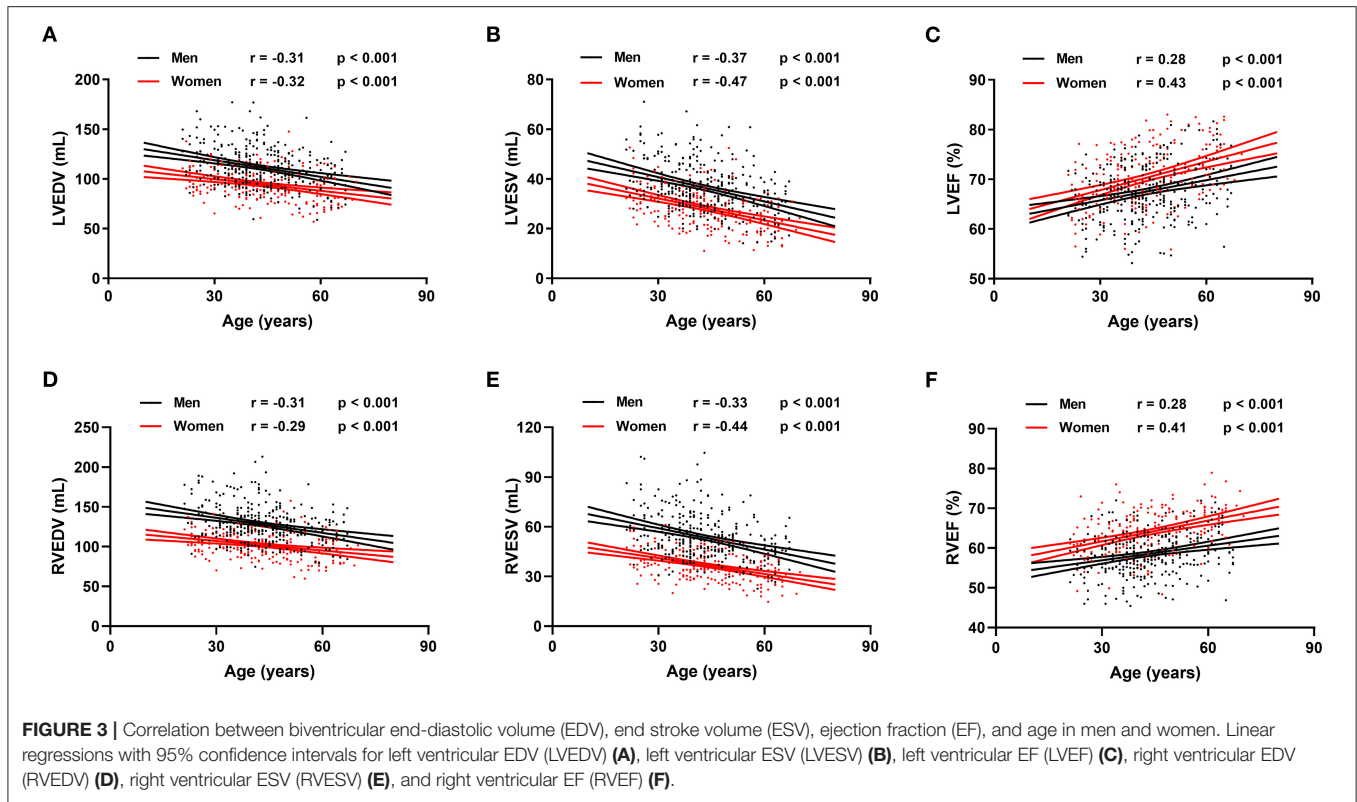 A
Men r = -0.31 p < 0.001
Women r = -0.32 p < 0.001
200
150
100
50
0
LVEDV (mL)
0 30 60 90
Age (years)
B
Men r = -0.37 p < 0.001
Women r = -0.47 p < 0.001
80
60
40
20
0
LVESV (mL)
0 30 60 90
Age (years)
C
Men r = 0.28 p < 0.001
Women r = 0.43 p < 0.001
90
80
70
60
50
LVEF (%)
0 30 60 90
Age (years)
D
Men r = -0.31 p < 0.001
Women r = -0.29 p < 0.001
250
200
150
100
50
0
RVEDV (mL)
0 30 60 90
Age (years)
E
Men r = -0.33 p < 0.001
Women r = -0.44 p < 0.001
120
90
60
30
0
RVESV (mL)
0 30 60 90
Age (years)
F
Men r = 0.28 p < 0.001
Women r = 0.41 p < 0.001
90
80
70
60
50
40
RVEF (%)
0 30 60 90
Age (years)
FIGURE 3 | Correlation between biventricular end-diastolic volume (EDV), end stroke volume (ESV), ejection fraction (EF), and age in men and women. Linear
regressions with 95% confidence intervals for left ventricular EDV (LVEDV) (A), left ventricular ESV (LVESV) (B), left ventricular EF (LVEF) (C), right ventricular EDV
(RVEDV) (D), right ventricular ESV (RVESV) (E), and right ventricular EF (RVEF) (F).